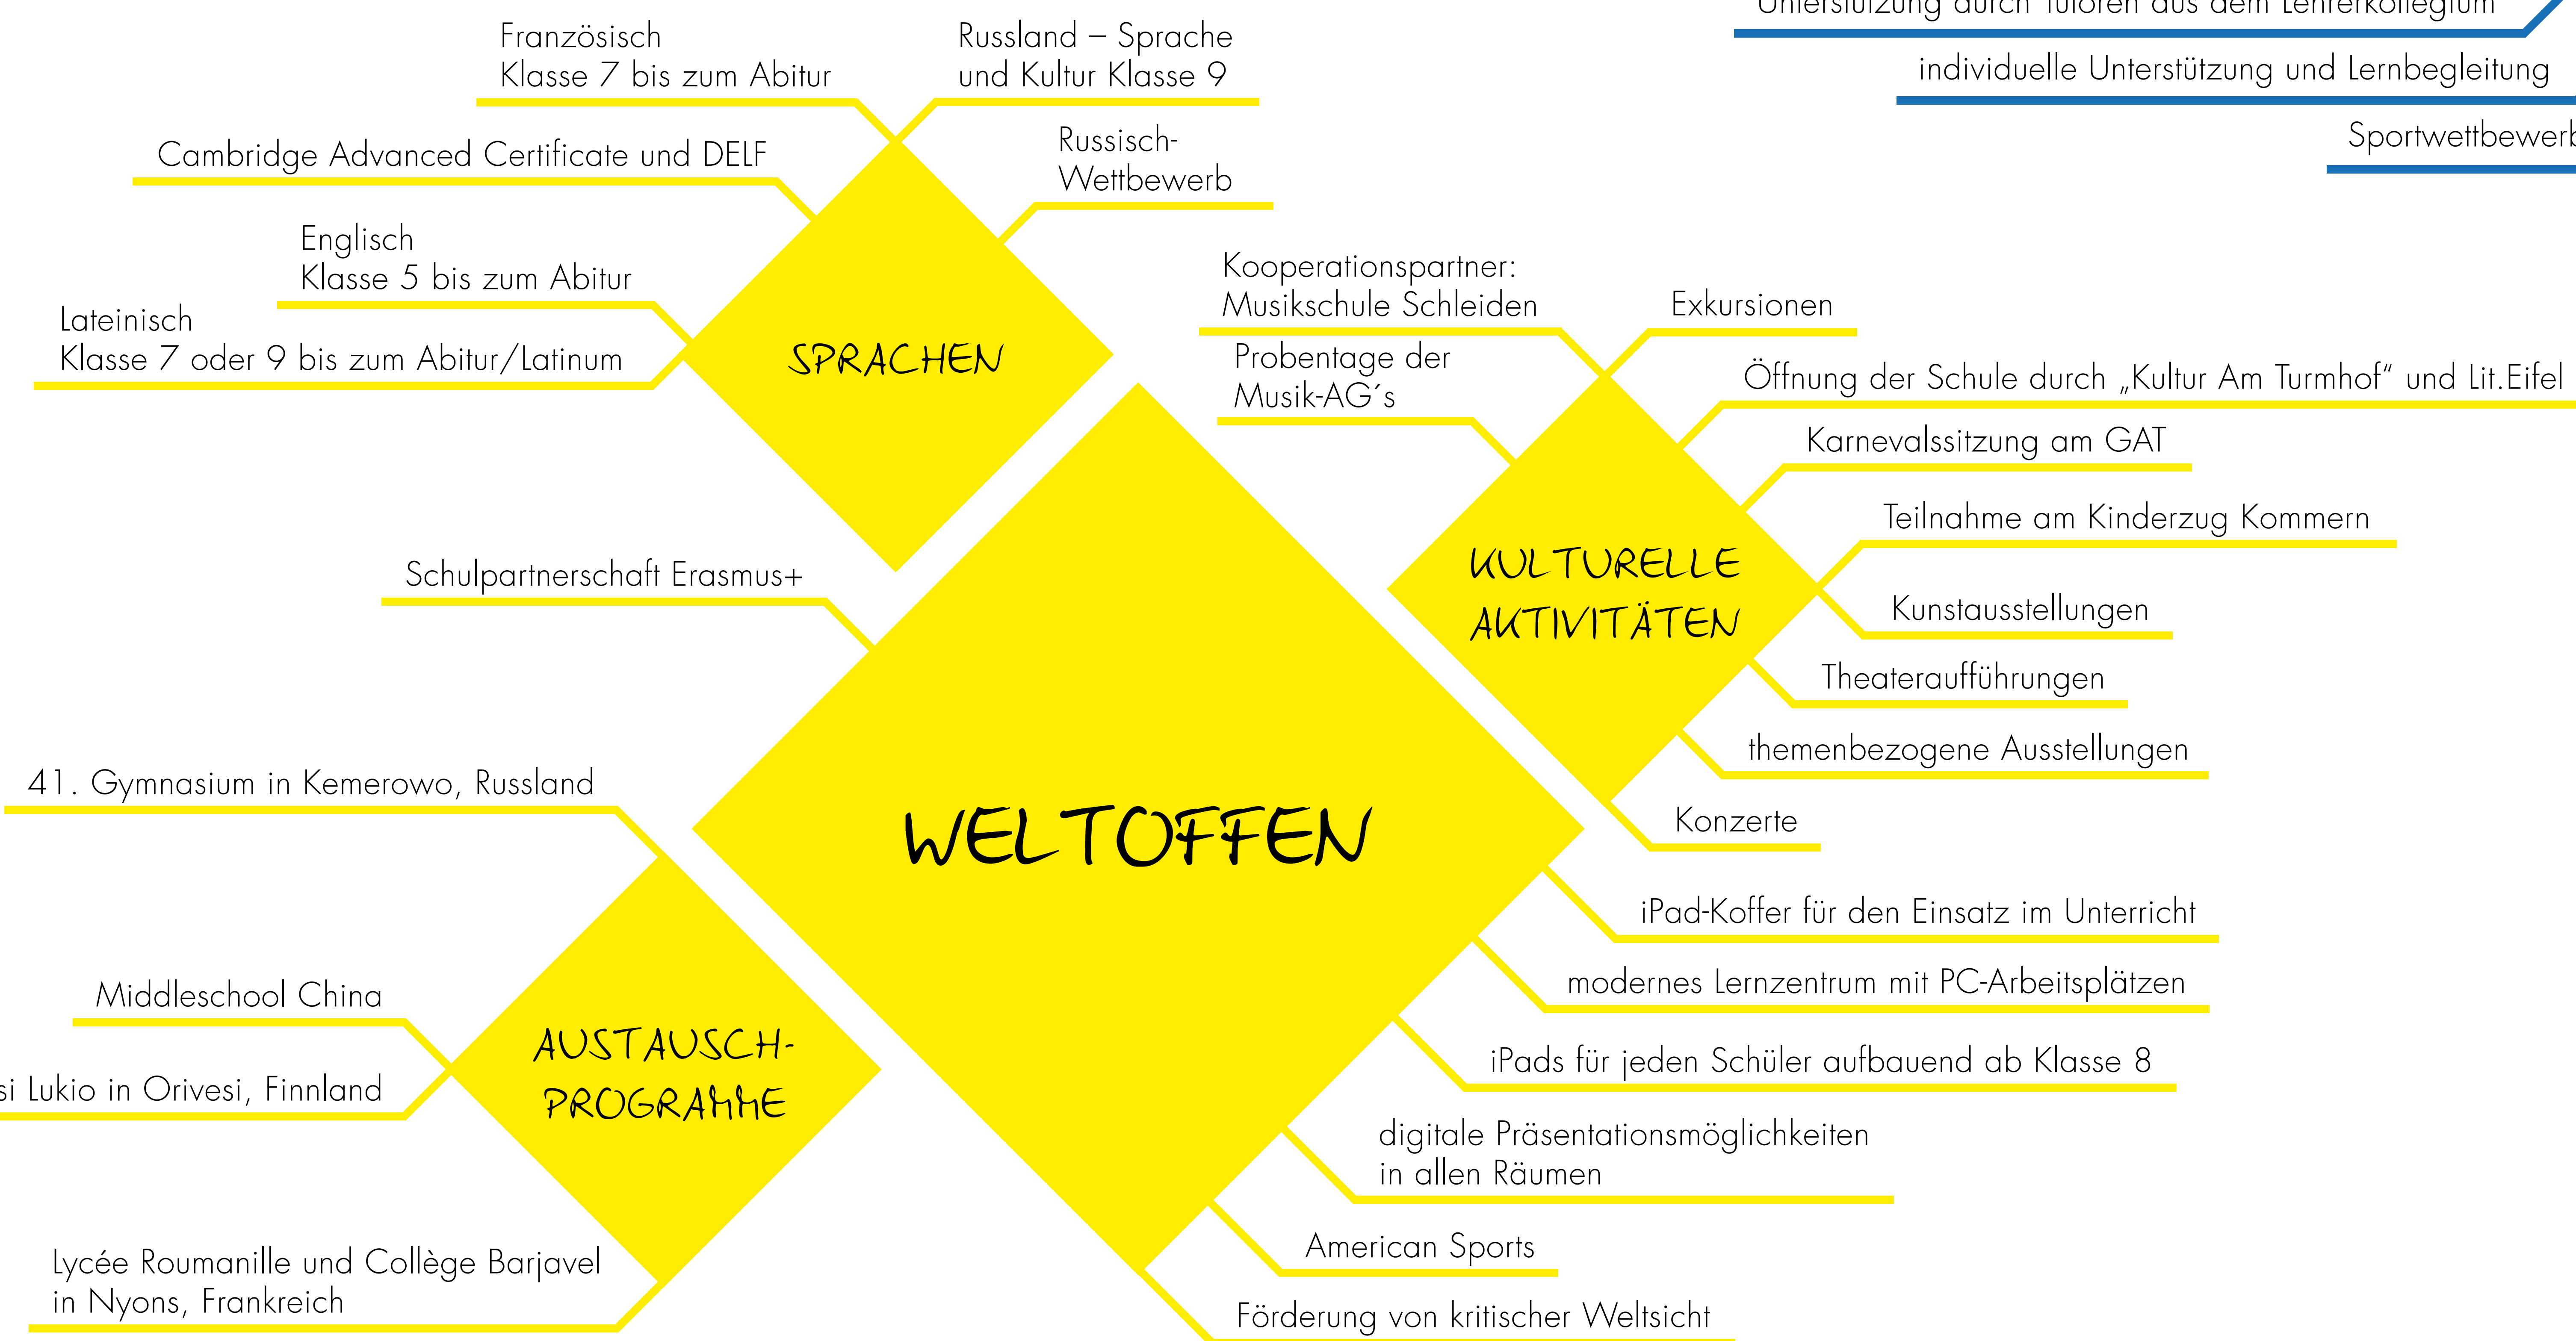 Unterstützung durch Tutoren aus dem Lehrerkollegium
individuelle Unterstützung und Lernbegleitung
Französisch
Klasse 7 bis zum Abitur
Russland – Sprache
und Kultur Klasse 9
Cambridge Advanced Certificate und DELF
Russisch-
Wettbewerb
Englisch
Klasse 5 bis zum Abitur
Lateinisch
Klasse 7 oder 9 bis zum Abitur/Latinum
SPRACHEN
Kooperationspartner:
Musikschule Schleiden
Probentage der
Musik-AG´s
Exkursionen
Öffnung der Schule durch „Kultur Am Turmhof“ und Lit.Eifel
Karnevalssitzung am GAT
Teilnahme am Kinderzug Kommern
KULTURELLE
AKTIVITÄTEN
Kunstausstellungen
Theateraufführungen
themenbezogene Ausstellungen
Konzerte
Schulpartnerschaft Erasmus+
WELTOFFEN
41. Gymnasium in Kemerowo, Russland
Middleschool China
Lukio in Orivesi, Finnland
AUSTAUSCH-
PROGRAMME
Lycée Roumanille und Collège Barjavel
in Nyons, Frankreich
iPad-Koffer für den Einsatz im Unterricht
modernes Lernzentrum mit PC-Arbeitsplätzen
iPads für jeden Schüler aufbauend ab Klasse 8
digitale Präsentationsmöglichkeiten
in allen Räumen
American Sports
Förderung von kritischer Weltsicht